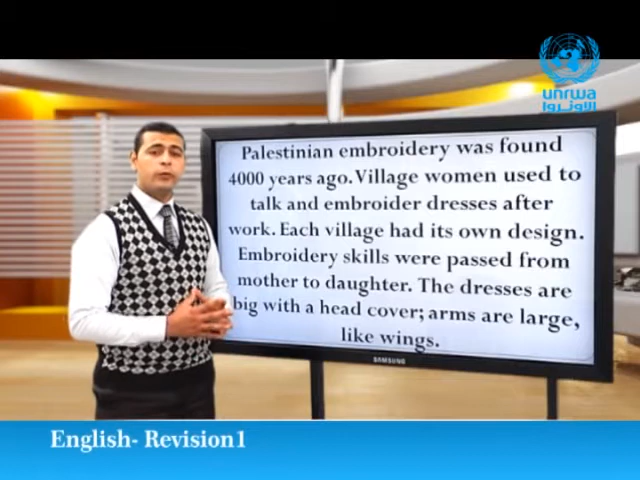 unrwa
الأونروا
Palestinian embroidery was found
4000 years ago. Village women used to
talk and embroider dresses after
work. Each village had its own design.
Embroidery skills were passed from
mother to daughter. The dresses are
big with a head cover; arms are large,
like wings.
SAMSUNG
English- Revision1